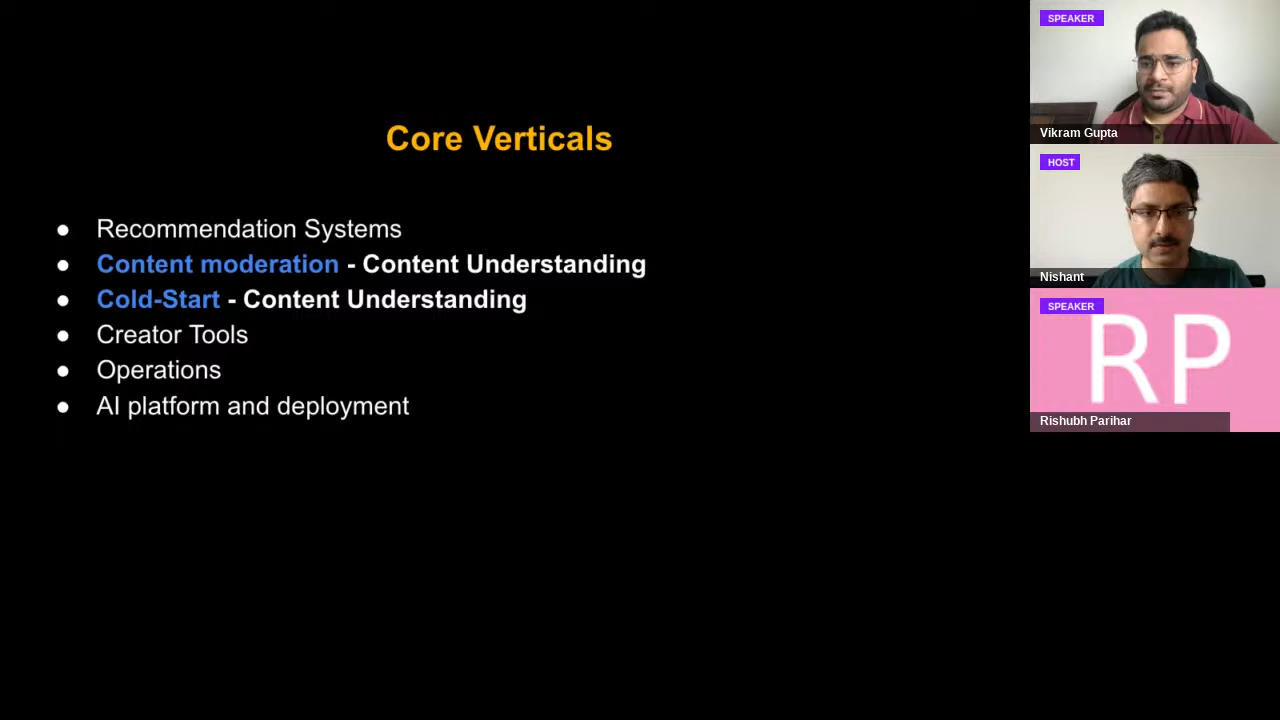 Core Verticals
● Recommendation Systems
● Content moderation - Content Understanding
● Cold-Start - Content Understanding
● Creator Tools
● Operations
● AI platform and deployment
SPEAKER
Vikram Gupta
HOST
Nishant
SPEAKER
RP
Rishubh Parihar